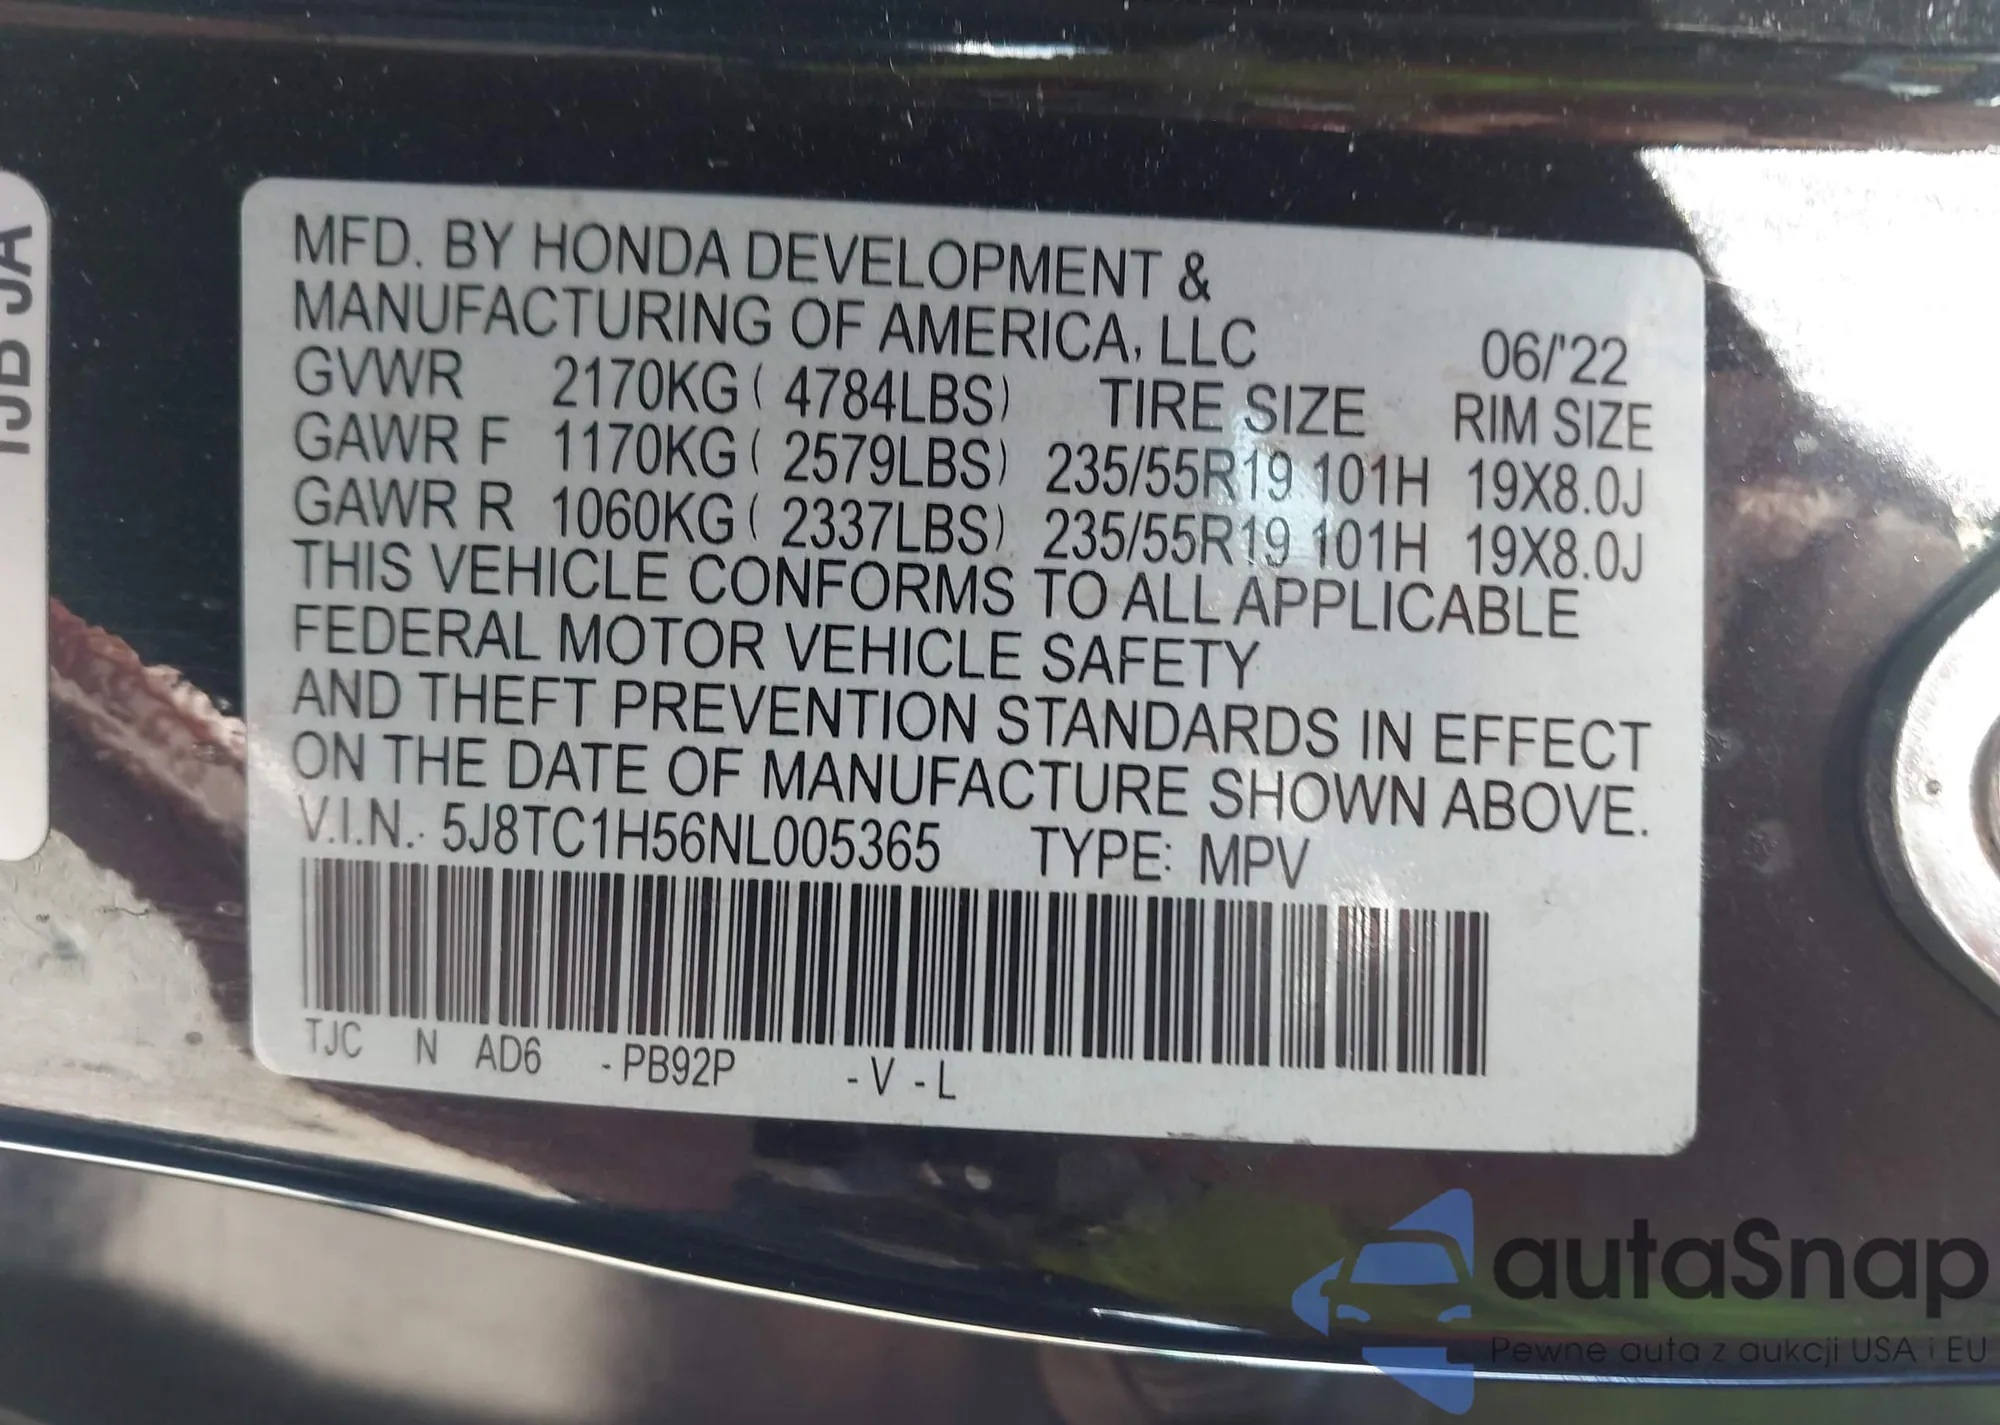 MFD. BY HONDA DEVELOPMENT &
MANUFACTURING OF AMERICA, LLC 06/'22
GVWR 2170KG ( 4784LBS) TIRE SIZE RIM SIZE
GAWR F 1170KG ( 2579LBS) 235/55R19 101H 19X8.0J
GAWR R 1060KG ( 2337LBS) 235/55R19 101H 19X8.0J
THIS VEHICLE CONFORMS TO ALL APPLICABLE
FEDERAL MOTOR VEHICLE SAFETY
AND THEFT PREVENTION STANDARDS IN EFFECT
ON THE DATE OF MANUFACTURE SHOWN ABOVE.
V.I.N.: 5J8TC1H56NL005365 TYPE: MPV
TJC N AD6 -PB92P -V -L
autaSnap
Pewne auta z aukcji USA i EU